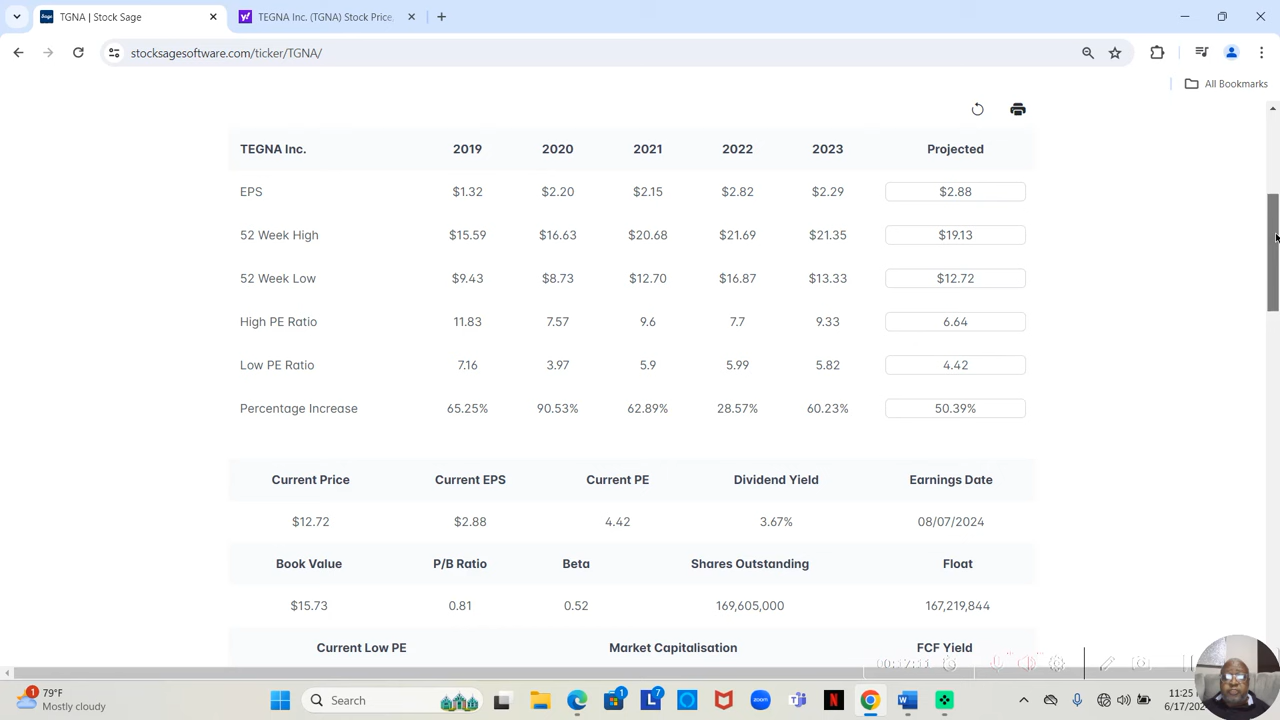 TGNA | Stock Sage
TEGNA Inc. (TGNA) Stock Price,
stocksagesoftware.com/ticker/TGNA/
All Bookmarks
TEGNA Inc. 2019 2020 2021 2022 2023 Projected
EPS $1.32 $2.20 $2.15 $2.82 $2.29 $2.88
52 Week High $15.59 $16.63 $20.68 $21.69 $21.35 $19.13
52 Week Low $9.43 $8.73 $12.70 $16.87 $13.33 $12.72
High PE Ratio 11.83 7.57 9.6 7.7 9.33 6.64
Low PE Ratio 7.16 3.97 5.9 5.99 5.82 4.42
Percentage Increase 65.25% 90.53% 62.89% 28.57% 60.23% 50.39%
Current Price Current EPS Current PE Dividend Yield Earnings Date
$12.72 $2.88 4.42 3.67% 08/07/2024
Book Value P/B Ratio Beta Shares Outstanding Float
$15.73 0.81 0.52 169,605,000 167,219,844
Current Low PE Market Capitalisation FCF Yield
79°F
Mostly cloudy
Search
11:25
6/17/